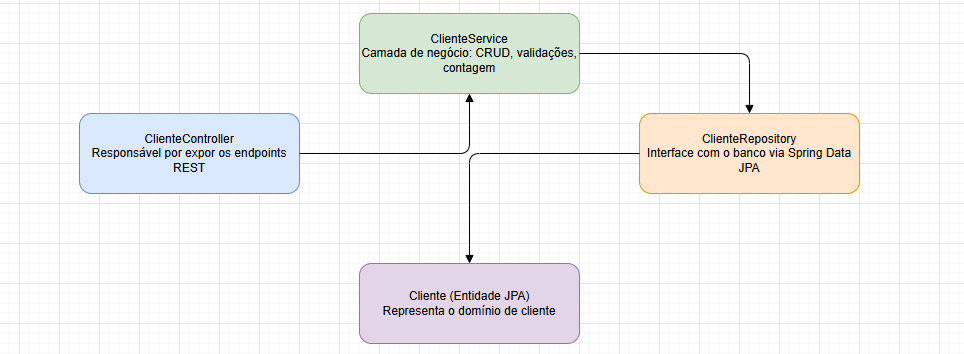 ClienteService
Camada de negócio: CRUD, validações,
contagem
ClienteController
Responsável por expor os endpoints
REST
ClienteRepository
Interface com o banco via Spring Data
JPA
Cliente (Entidade JPA)
Representa o domínio de cliente